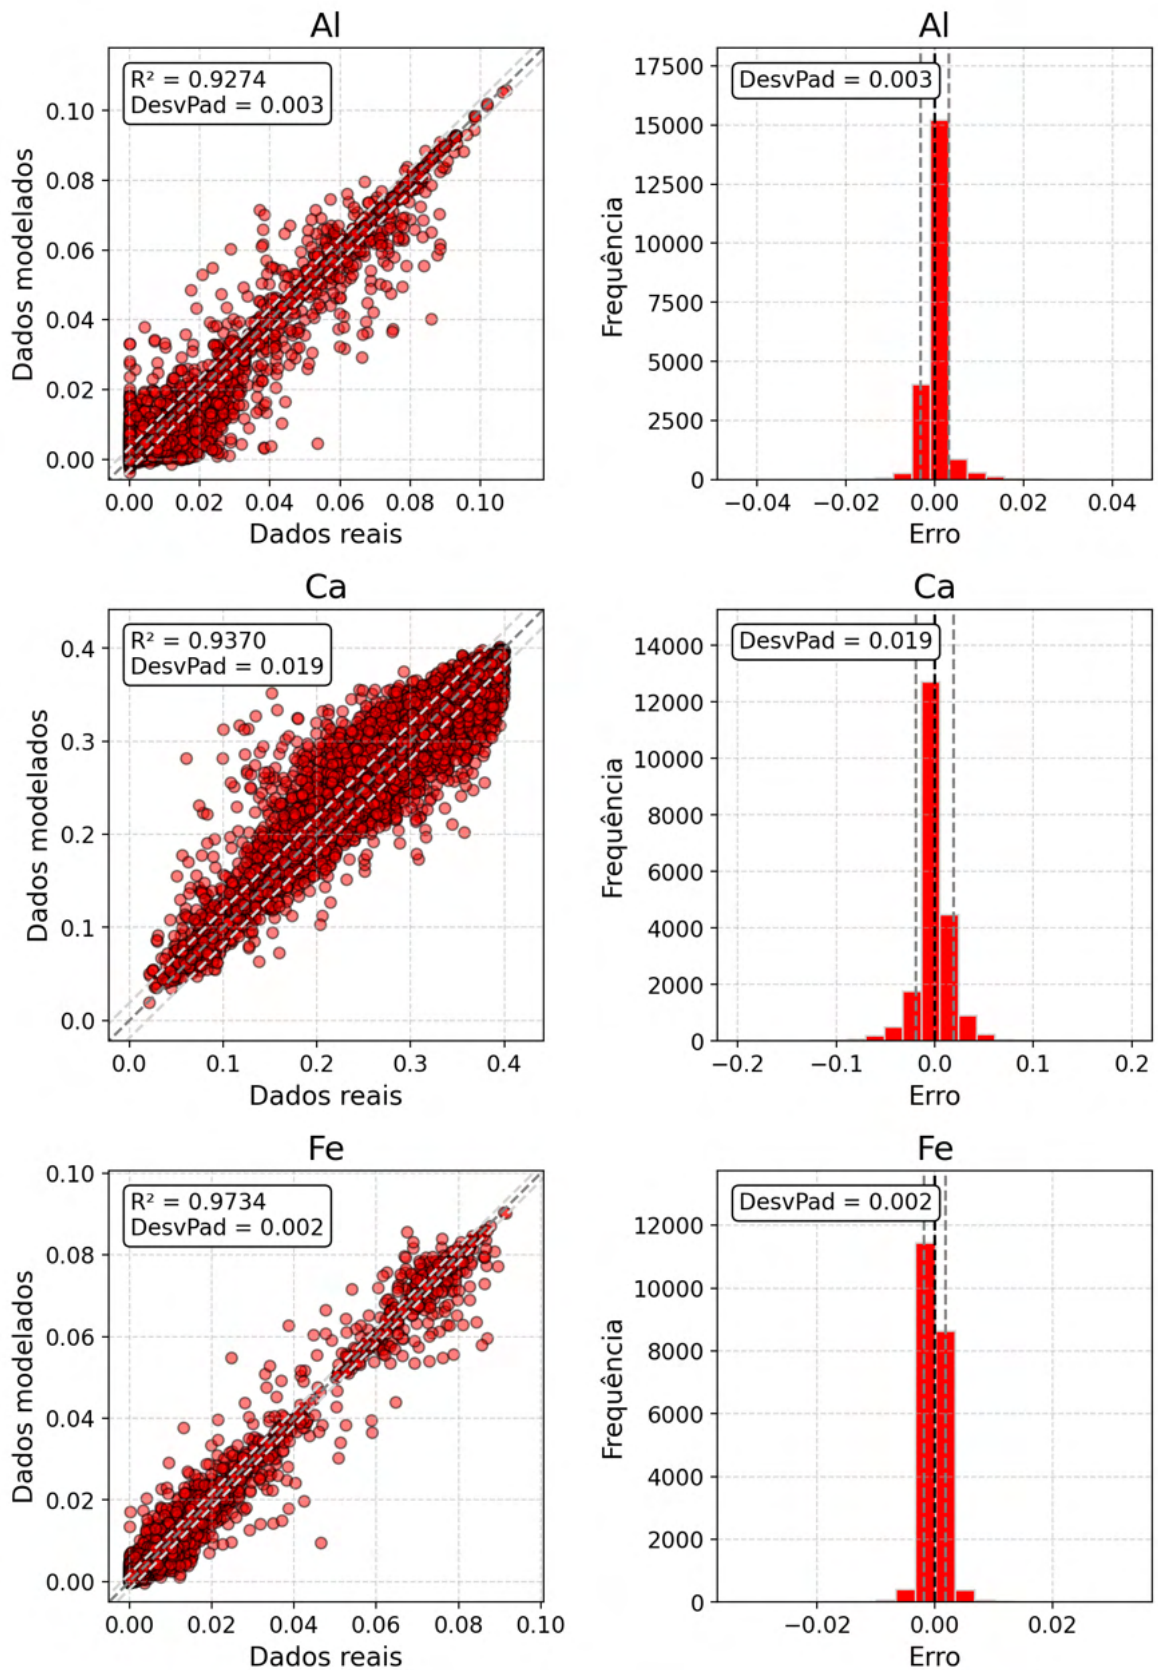 Al
R² = 0.9274
DesvPad = 0.003
0.10
0.08
0.06
0.04
0.02
0.00
Dados modelados
0.00 0.02 0.04 0.06 0.08 0.10
Dados reais
Al
DesvPad = 0.003
17500
15000
12500
10000
7500
5000
2500
0
Frequência
−0.04 −0.02 0.00 0.02 0.04
Erro
Ca
R² = 0.9370
DesvPad = 0.019
0.4
0.3
0.2
0.1
0.0
Dados modelados
0.0 0.1 0.2 0.3 0.4
Dados reais
Ca
DesvPad = 0.019
14000
12000
10000
8000
6000
4000
2000
0
Frequência
−0.2 −0.1 0.0 0.1 0.2
Erro
Fe
R² = 0.9734
DesvPad = 0.002
0.10
0.08
0.06
0.04
0.02
0.00
Dados modelados
0.00 0.02 0.04 0.06 0.08 0.10
Dados reais
Fe
DesvPad = 0.002
12000
10000
8000
6000
4000
2000
0
Frequência
−0.02 0.00 0.02
Erro